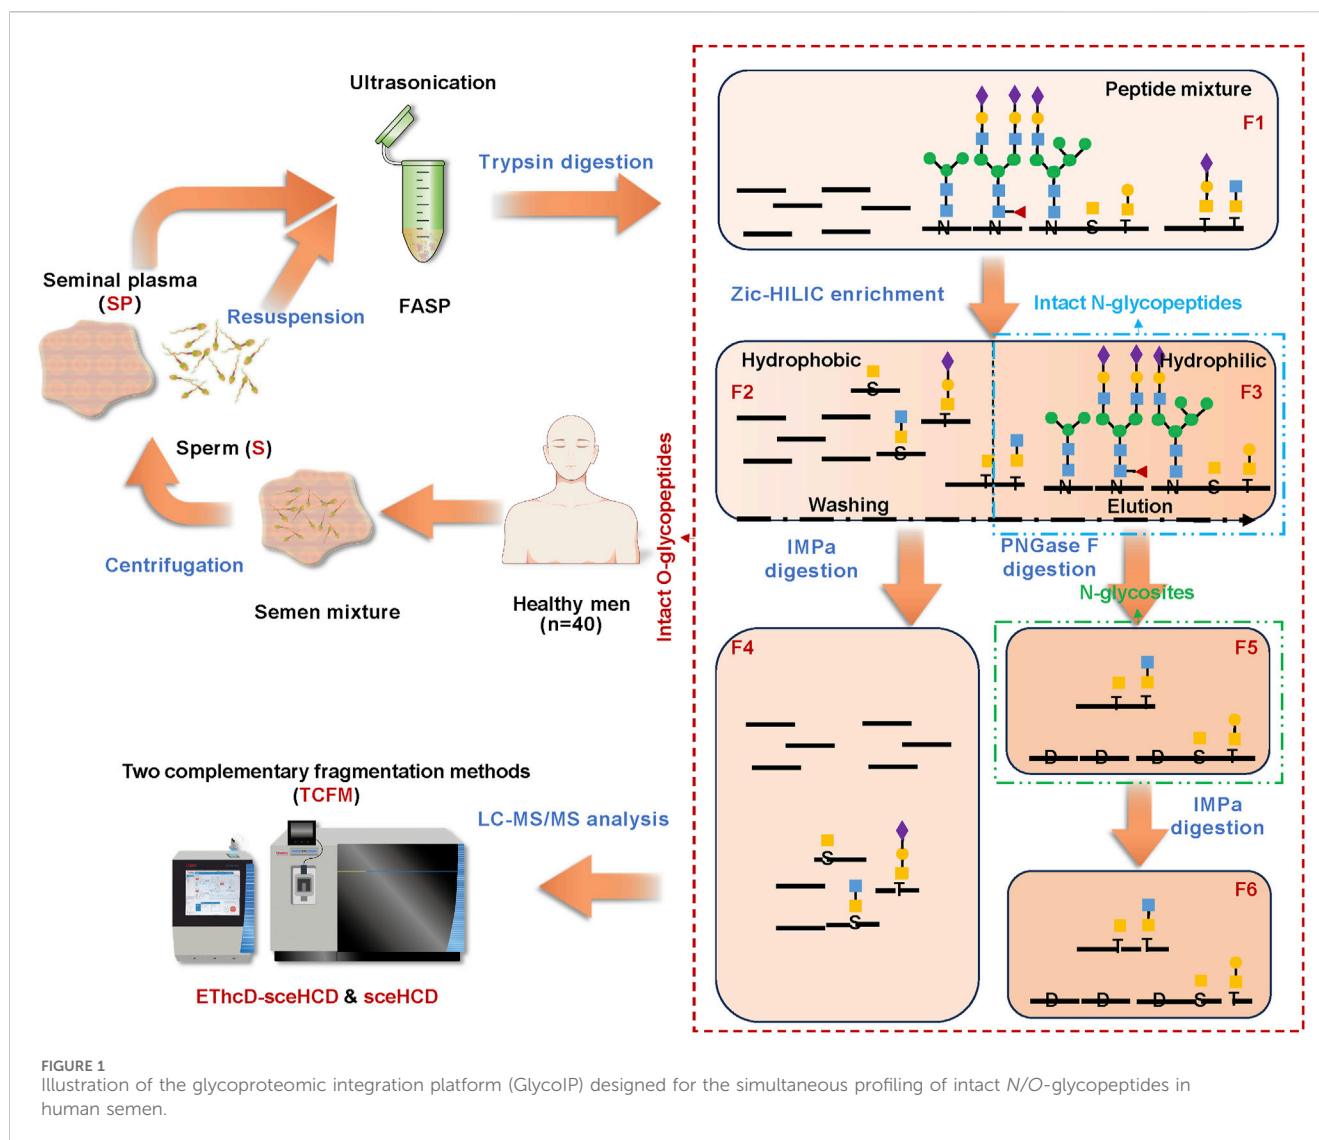 Ultrasonication
Trypsin digestion
FASP
Seminal plasma
(SP)
Resuspension
Sperm (S)
Centrifugation
Semen mixture
Healthy men
(n=40)
Intact O-glycopeptides
Peptide mixture
F1
N
N
N
S
T
T
T
Zic-HILIC enrichment
Intact N-glycopeptides
Hydrophobic
Hydrophilic
F2
F3
S
T
S
T
T
N
N
N
S
T
Washing
Elution
IMPa
digestion
PNGase F
digestion
N-glycosites
F4
S
T
S
F5
T
T
D
D
D
S
T
IMPa
digestion
F6
T
T
D
D
D
S
T
Two complementary fragmentation methods
(TCFM)
LC-MS/MS analysis
EThcD-sceHCD & sceHCD
FIGURE 1
Illustration of the glycoproteomic integration platform (GlycoIP) designed for the simultaneous profiling of intact N/O-glycopeptides in
human semen.